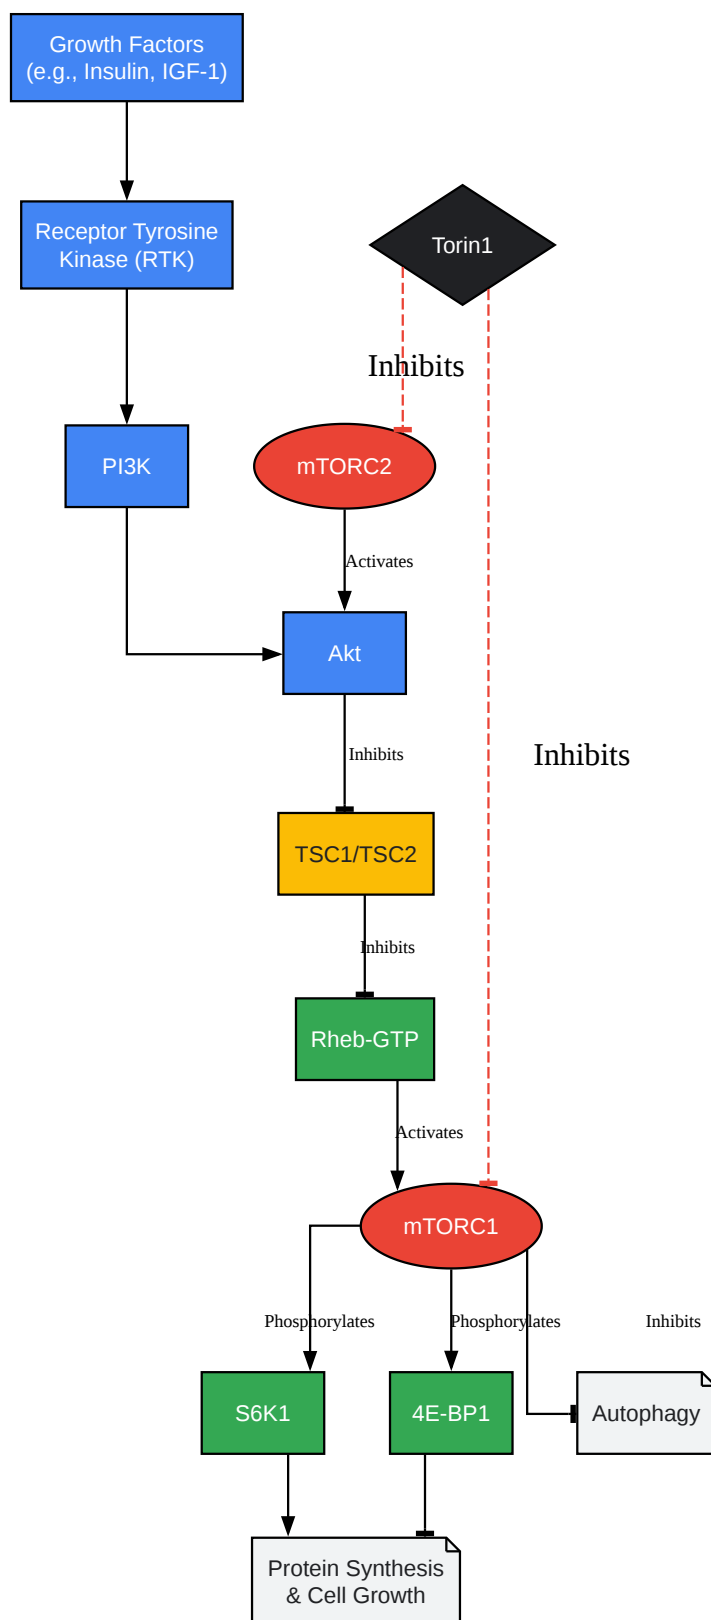 Growth Factors
(e.g., Insulin, IGF-1)
Receptor Tyrosine
Kinase (RTK)
Torin1
Inhibits
PI3K
mTORC2
Activates
Akt
Inhibits
Inhibits
TSC1/TSC2
Inhibits
Rheb-GTP
Activates
mTORC1
Phosphorylates
Phosphorylates
Inhibits
S6K1
4E-BP1
Autophagy
Protein Synthesis
& Cell Growth